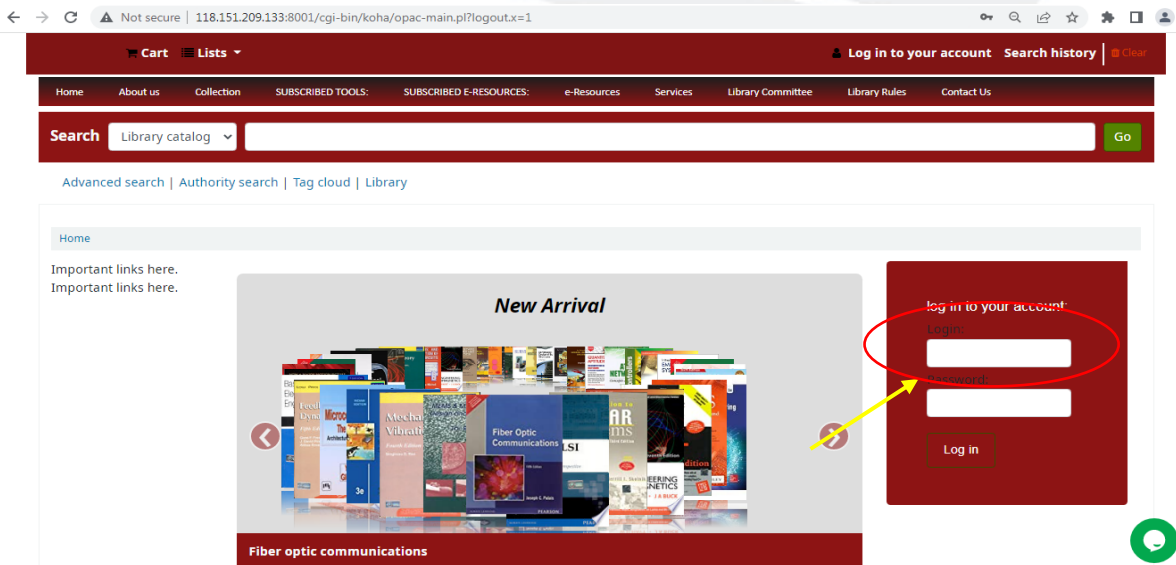 Not secure | 118.151.209.133:8001/cgi-bin/koha/opac-main.pl?logout.x=1
Cart Lists Log in to your account Search history Clear
Home About us Collection SUBSCRIBED TOOLS: SUBSCRIBED E-RESOURCES: e-Resources Services Library Committee Library Rules Contact Us
Search Library catalog Go
Advanced search | Authority search | Tag cloud | Library
Home
Important links here.
Important links here.
New Arrival
Fiber Optic
Communications
Joseph C. Palais
PEARSON
3e
Fiber optic communications
log in to your account:
Login:
Password:
Log in